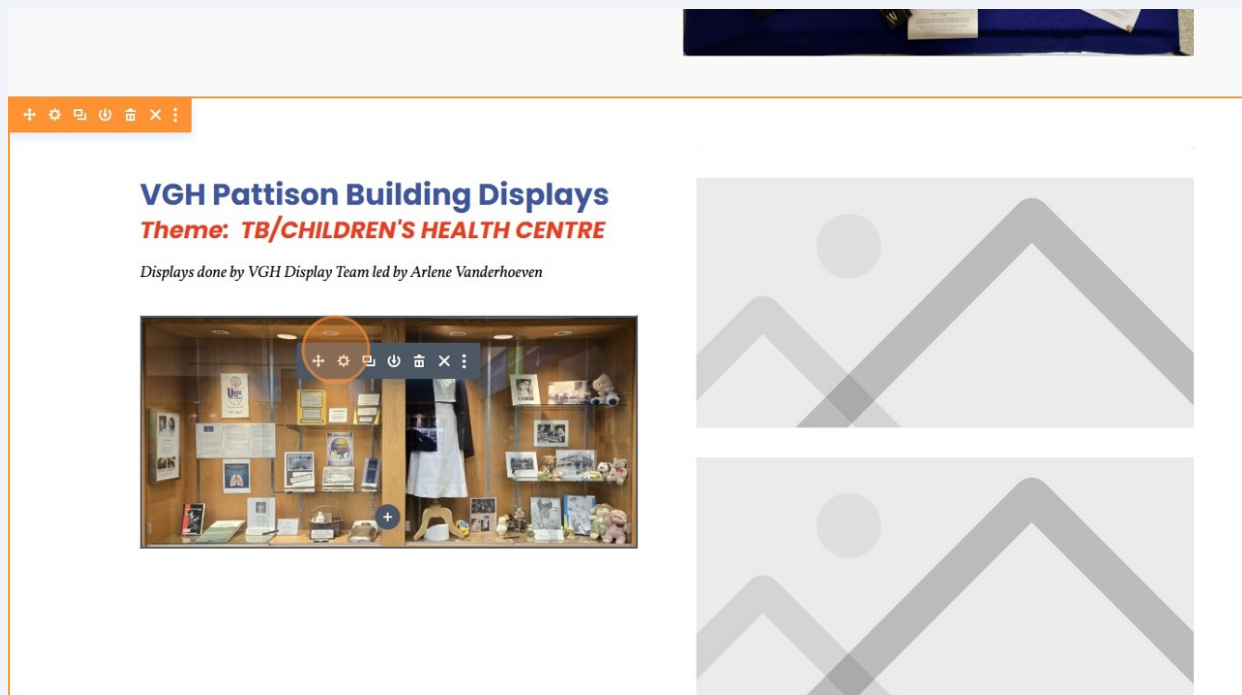 VGH Pattison Building Displays
Theme: TB/CHILDREN'S HEALTH CENTRE
Displays done by VGH Display Team led by Arlene Vanderhoeven